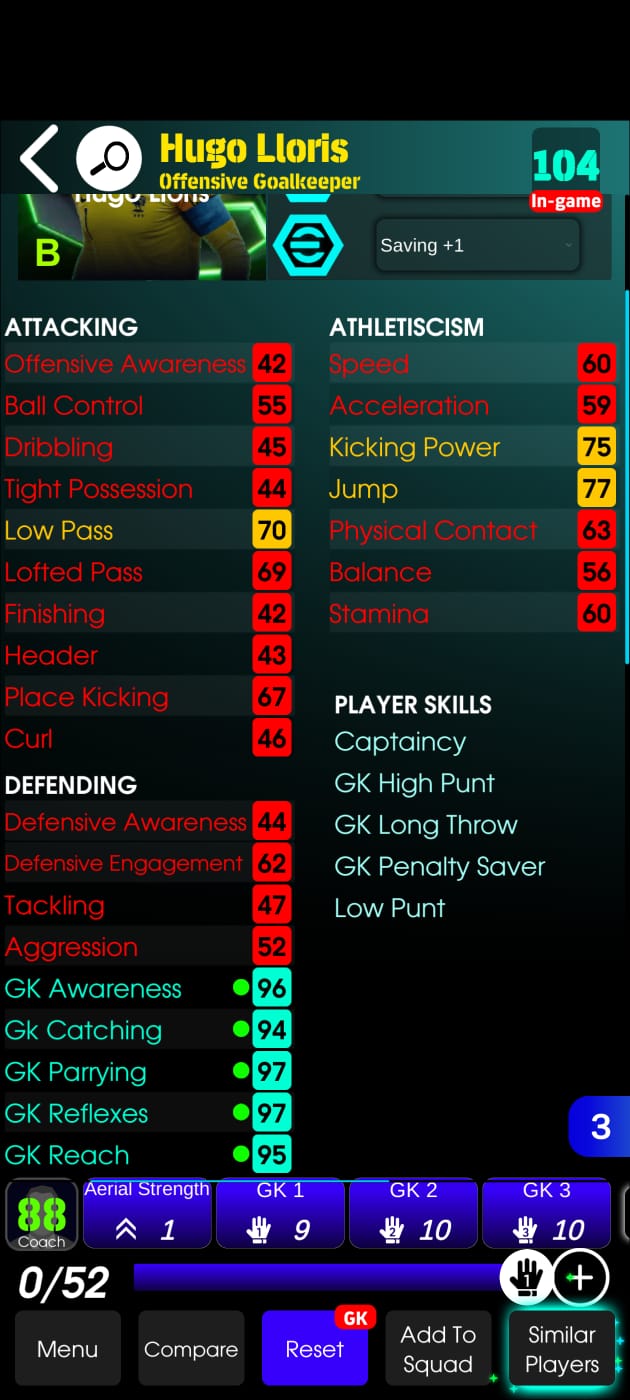 Hugo Lloris
Offensive Goalkeeper
104
In-game
Hugo Lloris
B
Saving +1
ATTACKING
Offensive Awareness 42
Ball Control 55
Dribbling 45
Tight Possession 44
Low Pass 70
Lofted Pass 69
Finishing 42
Header 43
Place Kicking 67
Curl 46
DEFENDING
Defensive Awareness 44
Defensive Engagement 62
Tackling 47
Aggression 52
GK Awareness 96
Gk Catching 94
GK Parrying 97
GK Reflexes 97
GK Reach 95
ATHLETISCISM
Speed 60
Acceleration 59
Kicking Power 75
Jump 77
Physical Contact 63
Balance 56
Stamina 60
PLAYER SKILLS
Captaincy
GK High Punt
GK Long Throw
GK Penalty Saver
Low Punt
3
88
Coach
Aerial Strength
1
GK 1
1 9
GK 2
2 10
GK 3
3 10
0/52
1
Menu
Compare
GK
Reset
Add To
Squad
Similar
Players